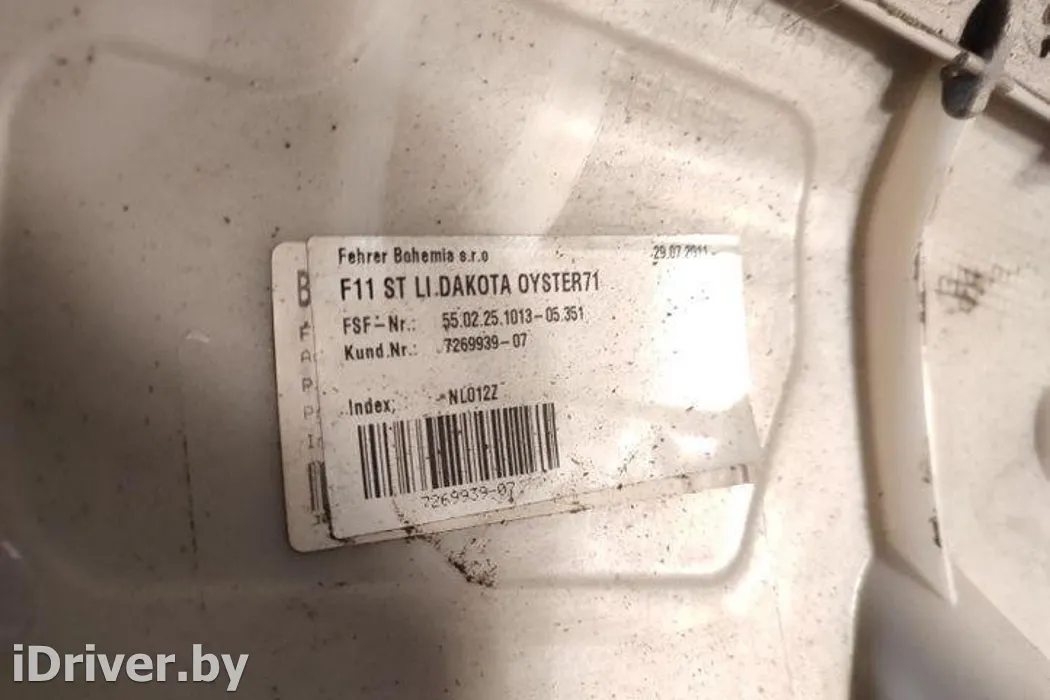 Fehrer Bohemia s.r.o 29.07.2011
F11 ST LI.DAKOTA OYSTER71
FSF-Nr.: 55.02.25.1013-05.351
Kund.Nr.: 7269939-07
Index; NL012Z
7269939-07
B
F
A
P
P
I
iDriver.by